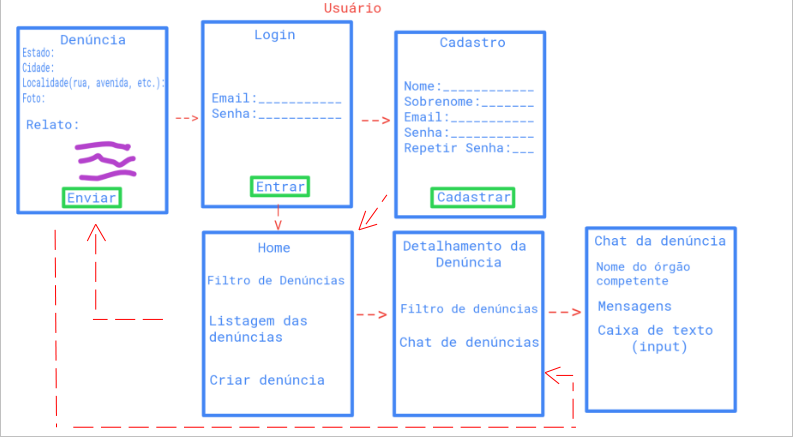 Usuário
Denúncia
Estado:
Cidade:
Localidade(rua, avenida, etc.):
Foto:
Relato:
Enviar
Login
Email:___________
Senha:___________
Entrar
Cadastro
Nome:____________
Sobrenome:_______
Email:___________
Senha:___________
Repetir Senha:___
Cadastrar
Home
Filtro de Denúncias
Listagem das
denúncias
Criar denúncia
Detalhamento da
Denúncia
Filtro de denúncias
Chat de denúncias
Chat da denúncia
Nome do órgão
competente
Mensagens
Caixa de texto
(input)